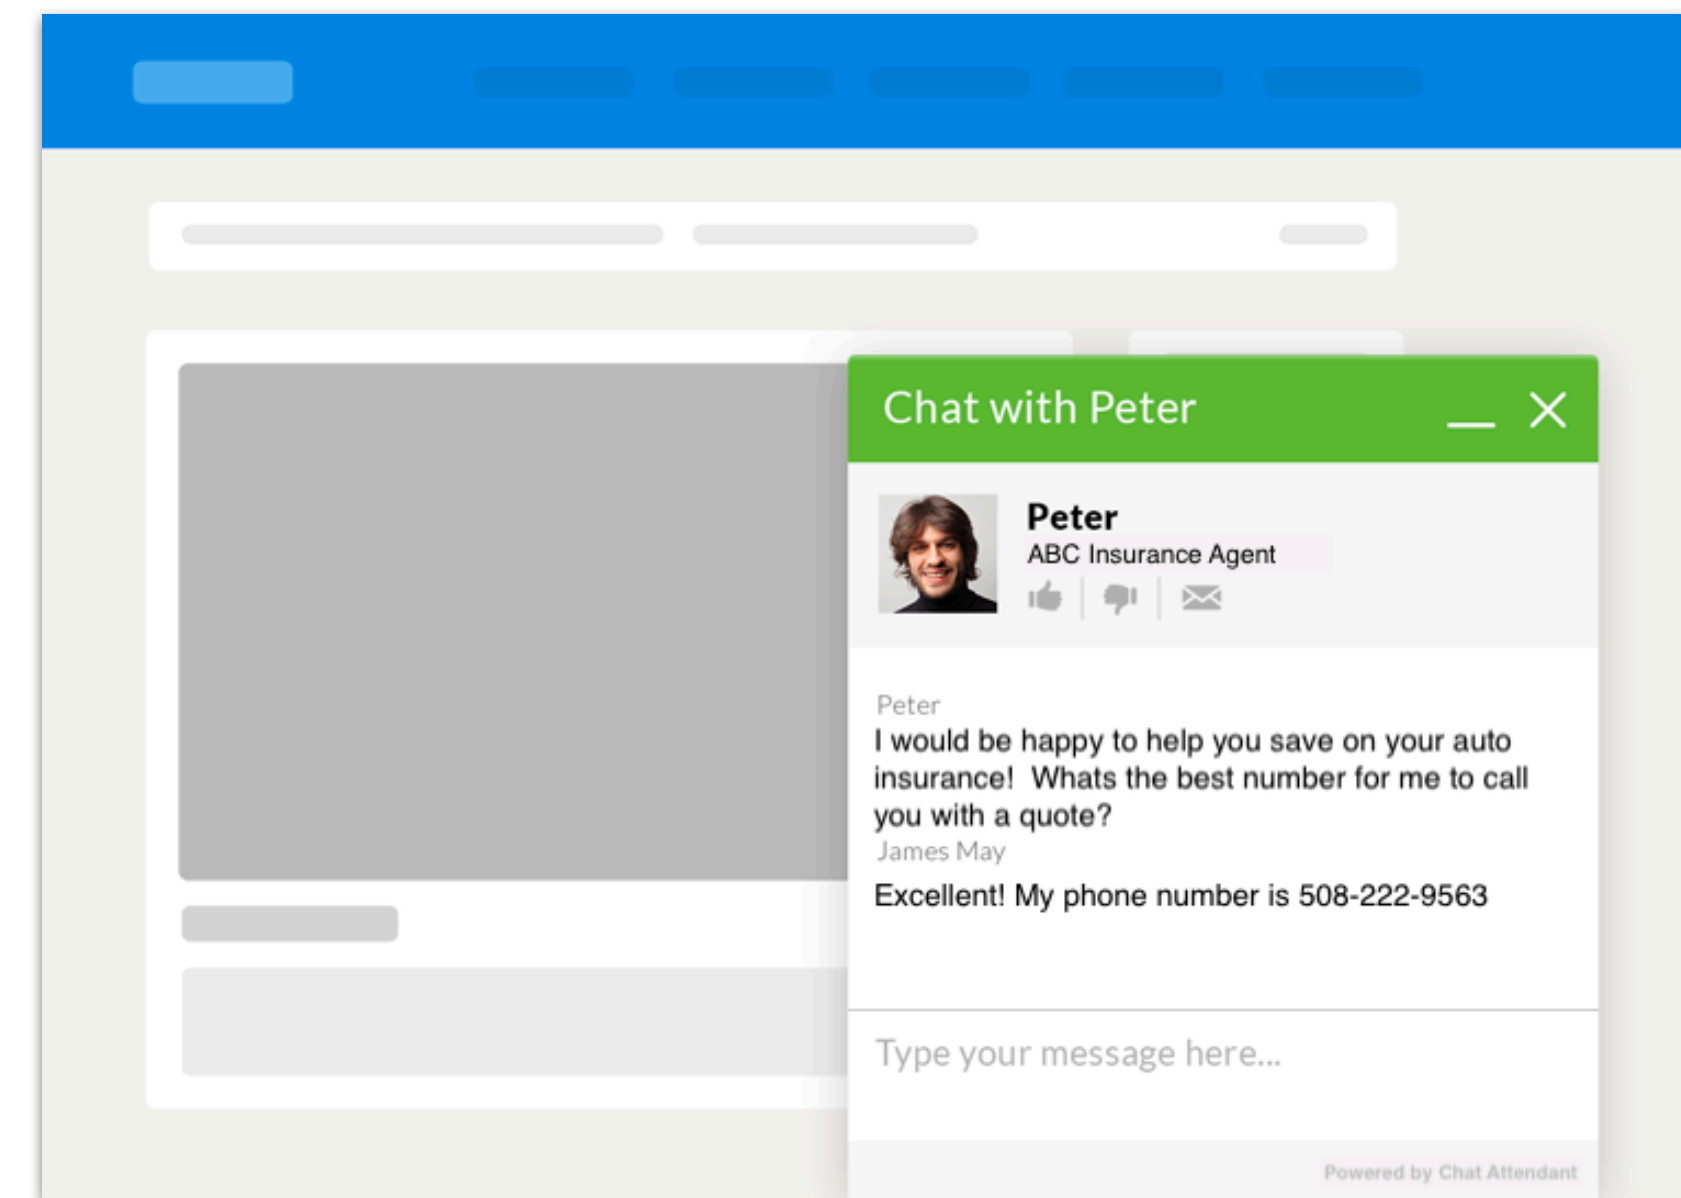 Chat with Peter
Peter
ABC Insurance Agent
Peter
I would be happy to help you save on your auto
insurance!  Whats the best number for me to call
you with a quote?
James May
Excellent! My phone number is 508-222-9563
Type your message here...
Powered by Chat Attendant